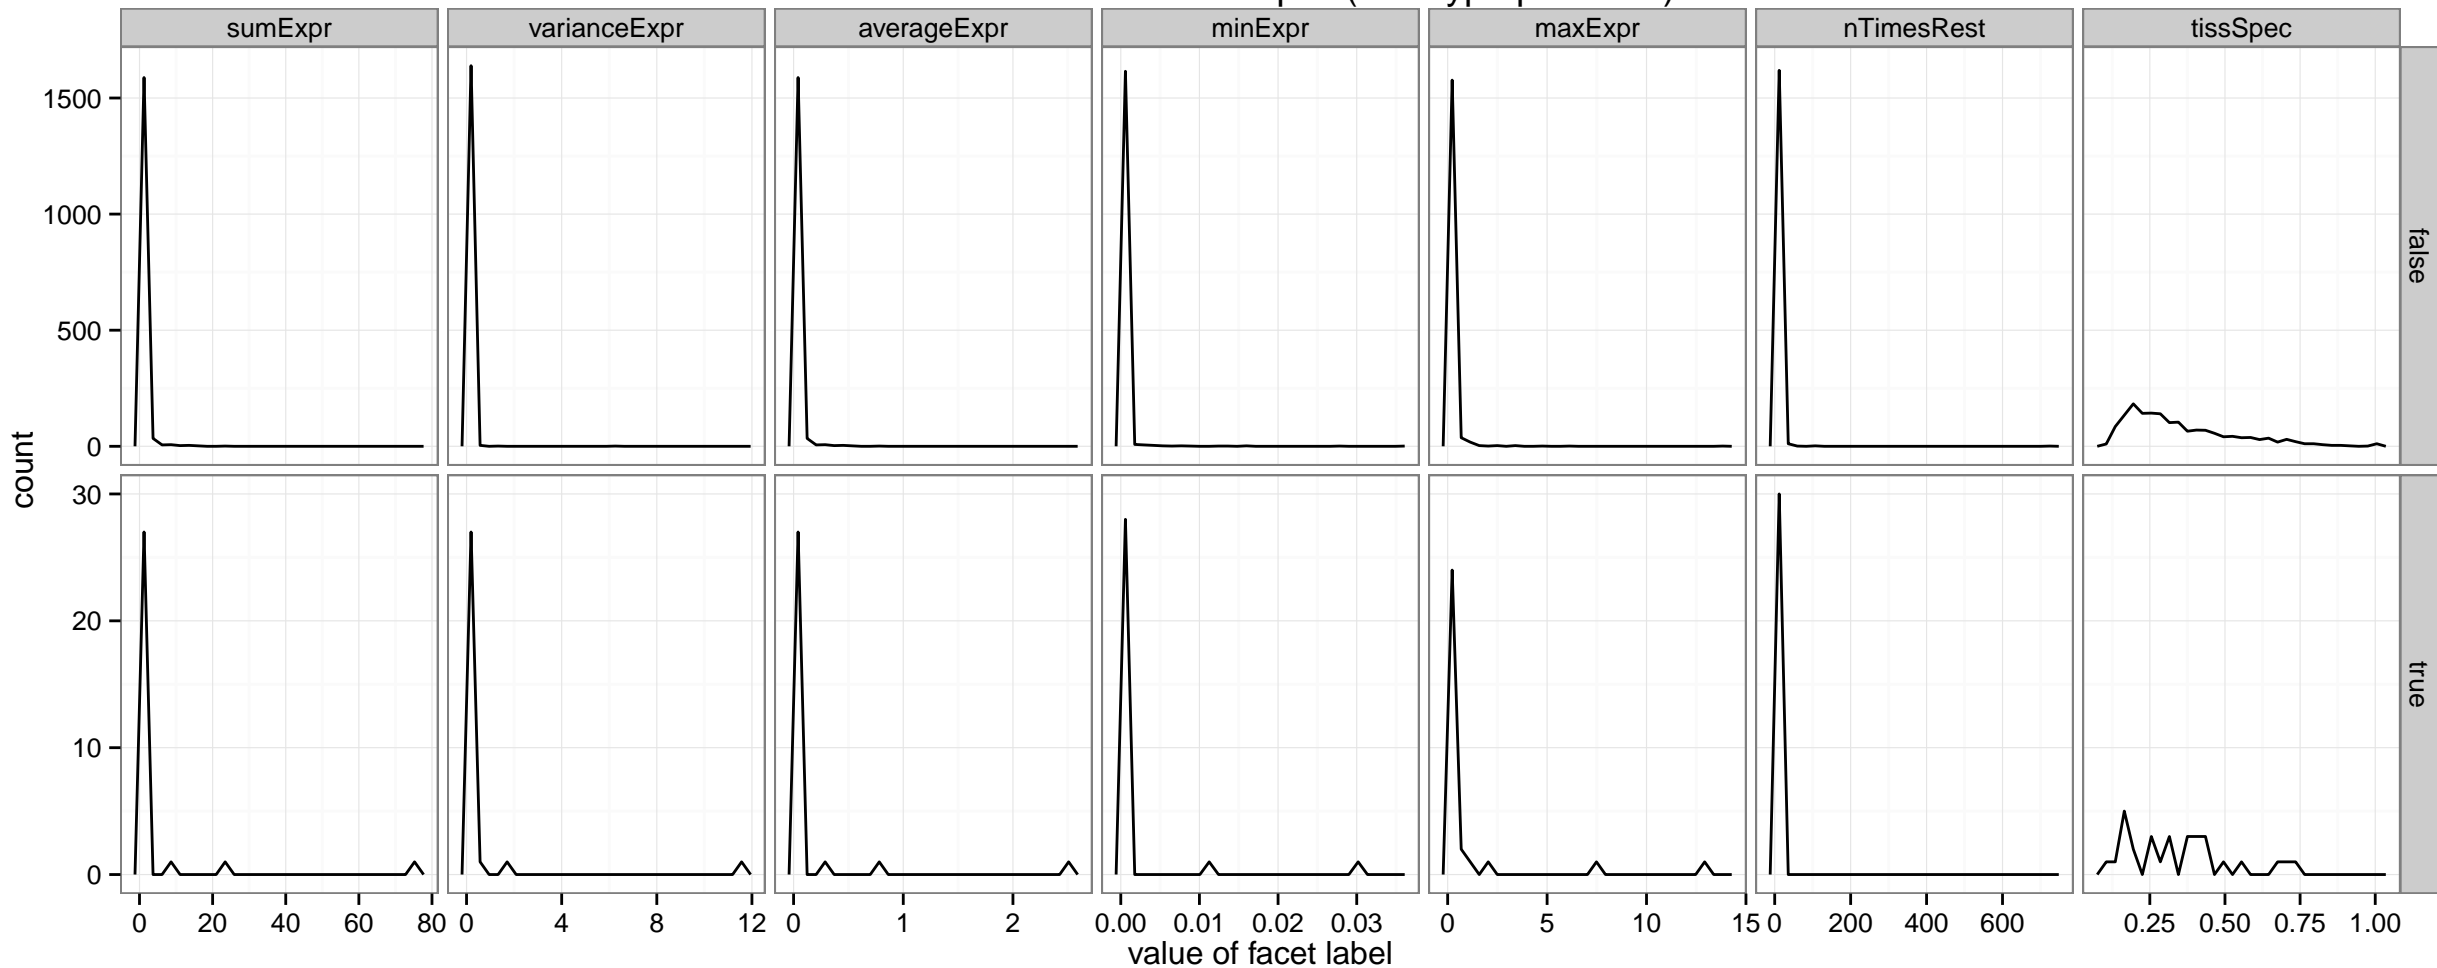 sumExpr varianceExpr averageExpr minExpr maxExpr nTimesRest tissSpec
1500
1000
500
0
false
count
30
20
10
0
true
0 20 40 60 80 0 4 8 12 0 1 2 0.00 0.01 0.02 0.03 0 5 10 15 0 200 400 600 0.25 0.50 0.75 1.00
value of facet label